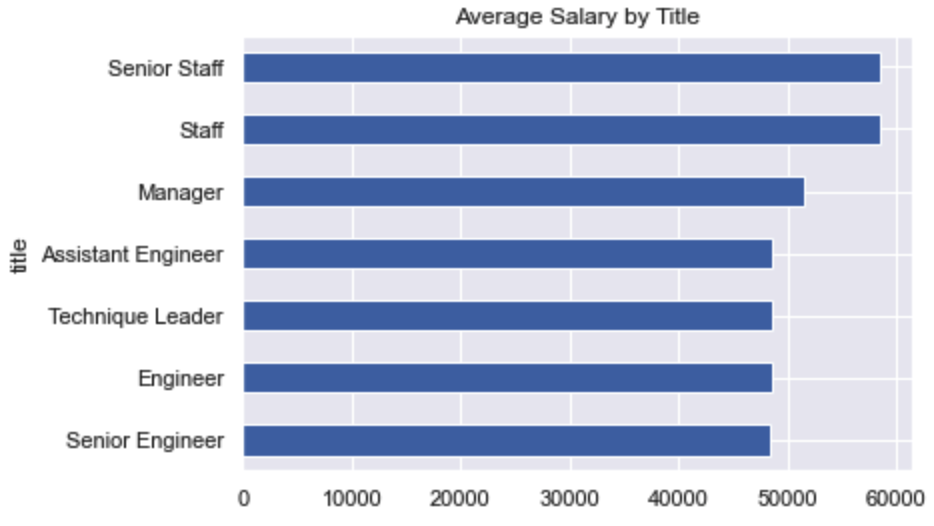 Average Salary by Title
Senior Staff
Staff
Manager
title
Assistant Engineer
Technique Leader
Engineer
Senior Engineer
0 10000 20000 30000 40000 50000 60000